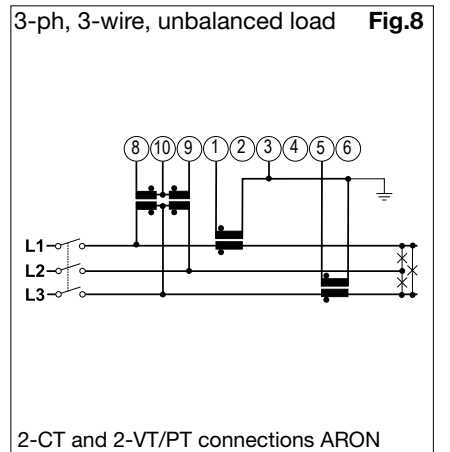 3-ph, 3-wire, unbalanced load Fig.8
8 10 9 1 2 3 4 5 6
L1
L2
L3
2-CT and 2-VT/PT connections ARON